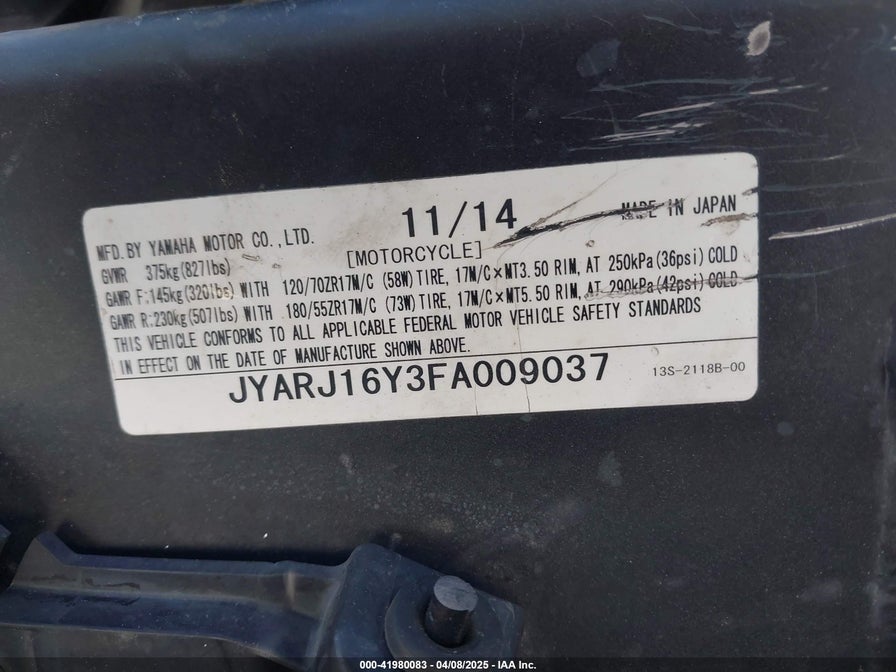 11/14
MADE IN JAPAN
MFD. BY YAMAHA MOTOR CO., LTD.
[MOTORCYCLE]
GVWR 375kg(827lbs)
GAWR F:145kg(320lbs) WITH 120/70ZR17M/C (58W) TIRE, 17M/C×MT3.50 RIM, AT 250kPa(36psi) COLD
GAWR R:230kg(507lbs) WITH 180/55ZR17M/C (73W) TIRE, 17M/C×MT5.50 RIM, AT 290kPa(42psi) COLD
THIS VEHICLE CONFORMS TO ALL APPLICABLE FEDERAL MOTOR VEHICLE SAFETY STANDARDS
IN EFFECT ON THE DATE OF MANUFACTURE SHOWN ABOVE.
JYARJ16Y3FA009037
13S-2118B-00
000-41980083 - 04/08/2025 - IAA Inc.